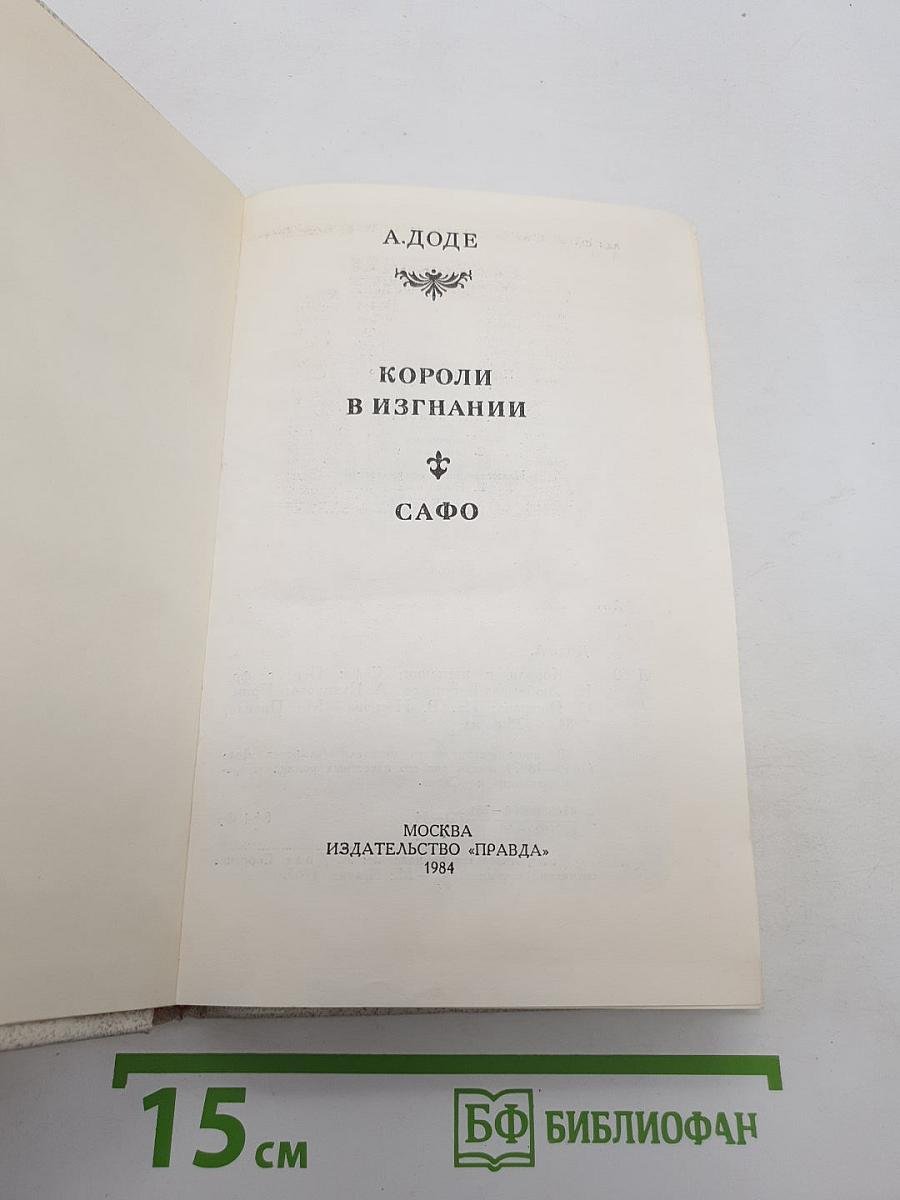 А. ДОДЕ
КОРОЛИ
В ИЗГНАНИИ
САФО
МОСКВА
ИЗДАТЕЛЬСТВО «ПРАВДА»
1984
15 см
БФ БИБЛИОФАН